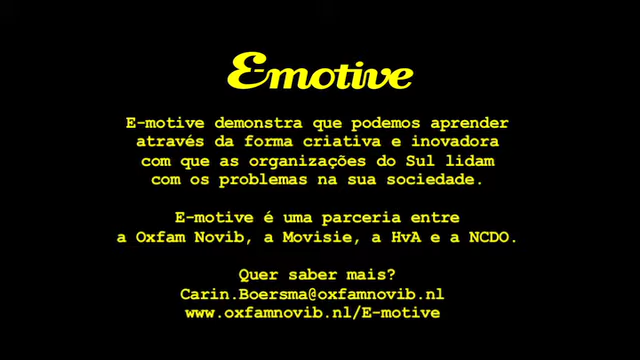 E-motive
E-motive demonstra que podemos aprender
através da forma criativa e inovadora
com que as organizações do Sul lidam
com os problemas na sua sociedade.
E-motive é uma parceria entre
a Oxfam Novib, a Movisie, a HvA e a NCDO.
Quer saber mais?
Carin.Boersma@oxfamnovib.nl
www.oxfamnovib.nl/E-motive